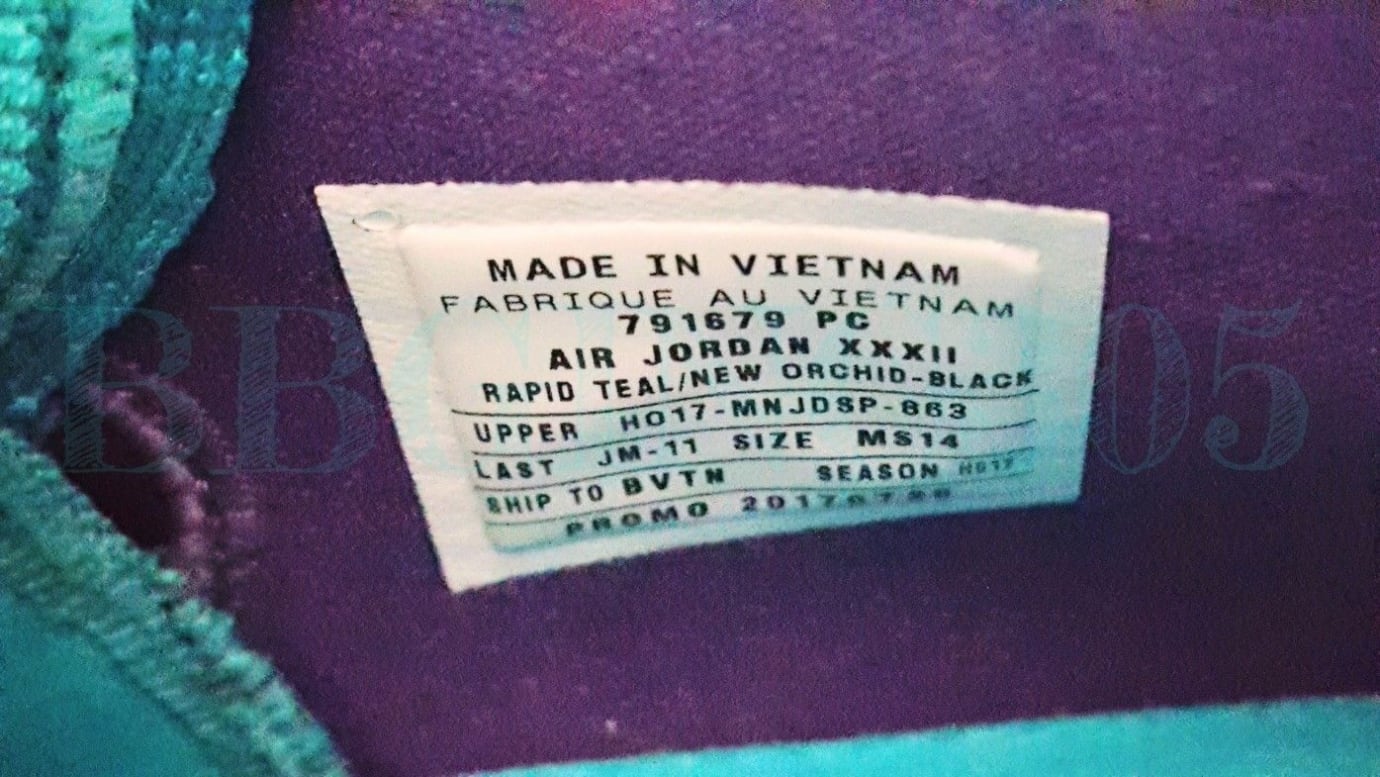 MADE IN VIETNAM
FABRIQUE AU VIETNAM
791679 PC
AIR JORDAN XXXII
RAPID TEAL/NEW ORCHID-BLACK
UPPER HO17-MNJDSP-863
LAST JM-11 SIZE MS14
SHIP TO BVTN SEASON HO17
PROMO